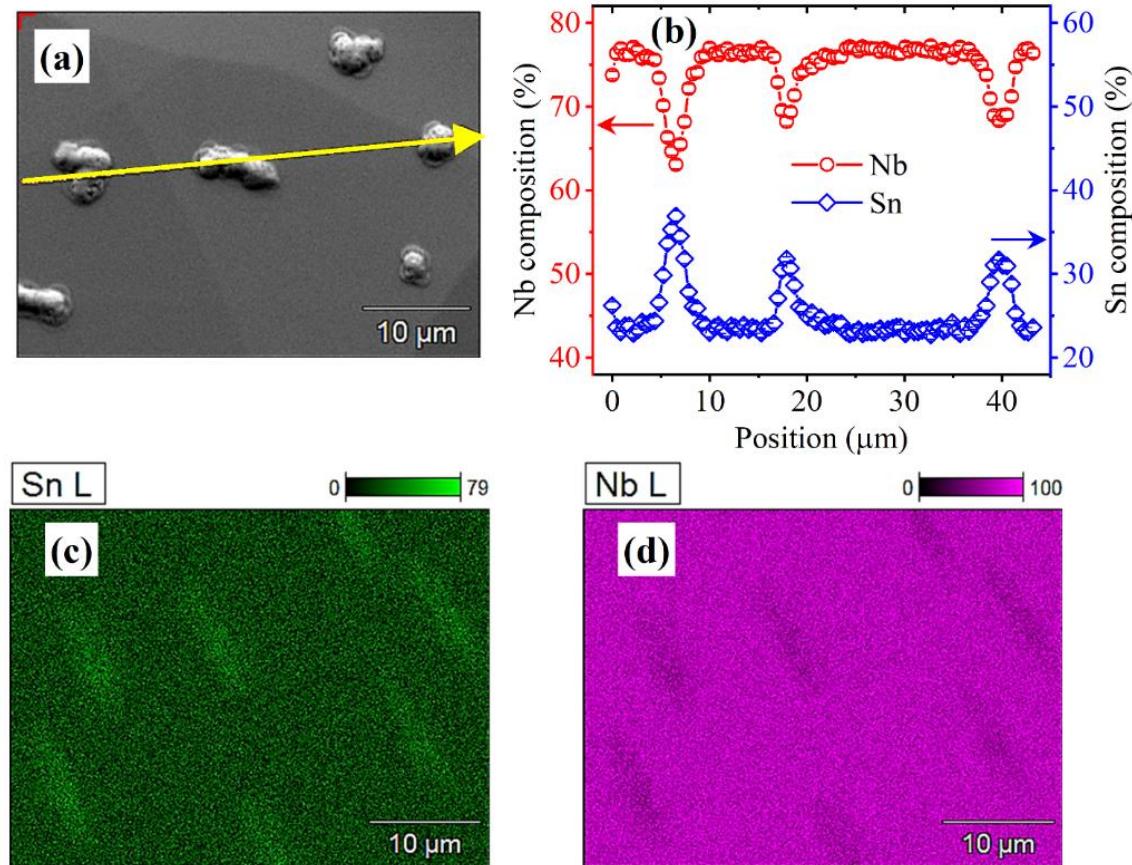 (a)
10 µm
(b)
Nb composition (%)
80
70
60
50
40
Nb
Sn
60
50
40
30
20
Sn composition (%)
0 10 20 30 40
Position (µm)
Sn L
0 79
(c)
10 µm
Nb L
0 100
(d)
10 µm